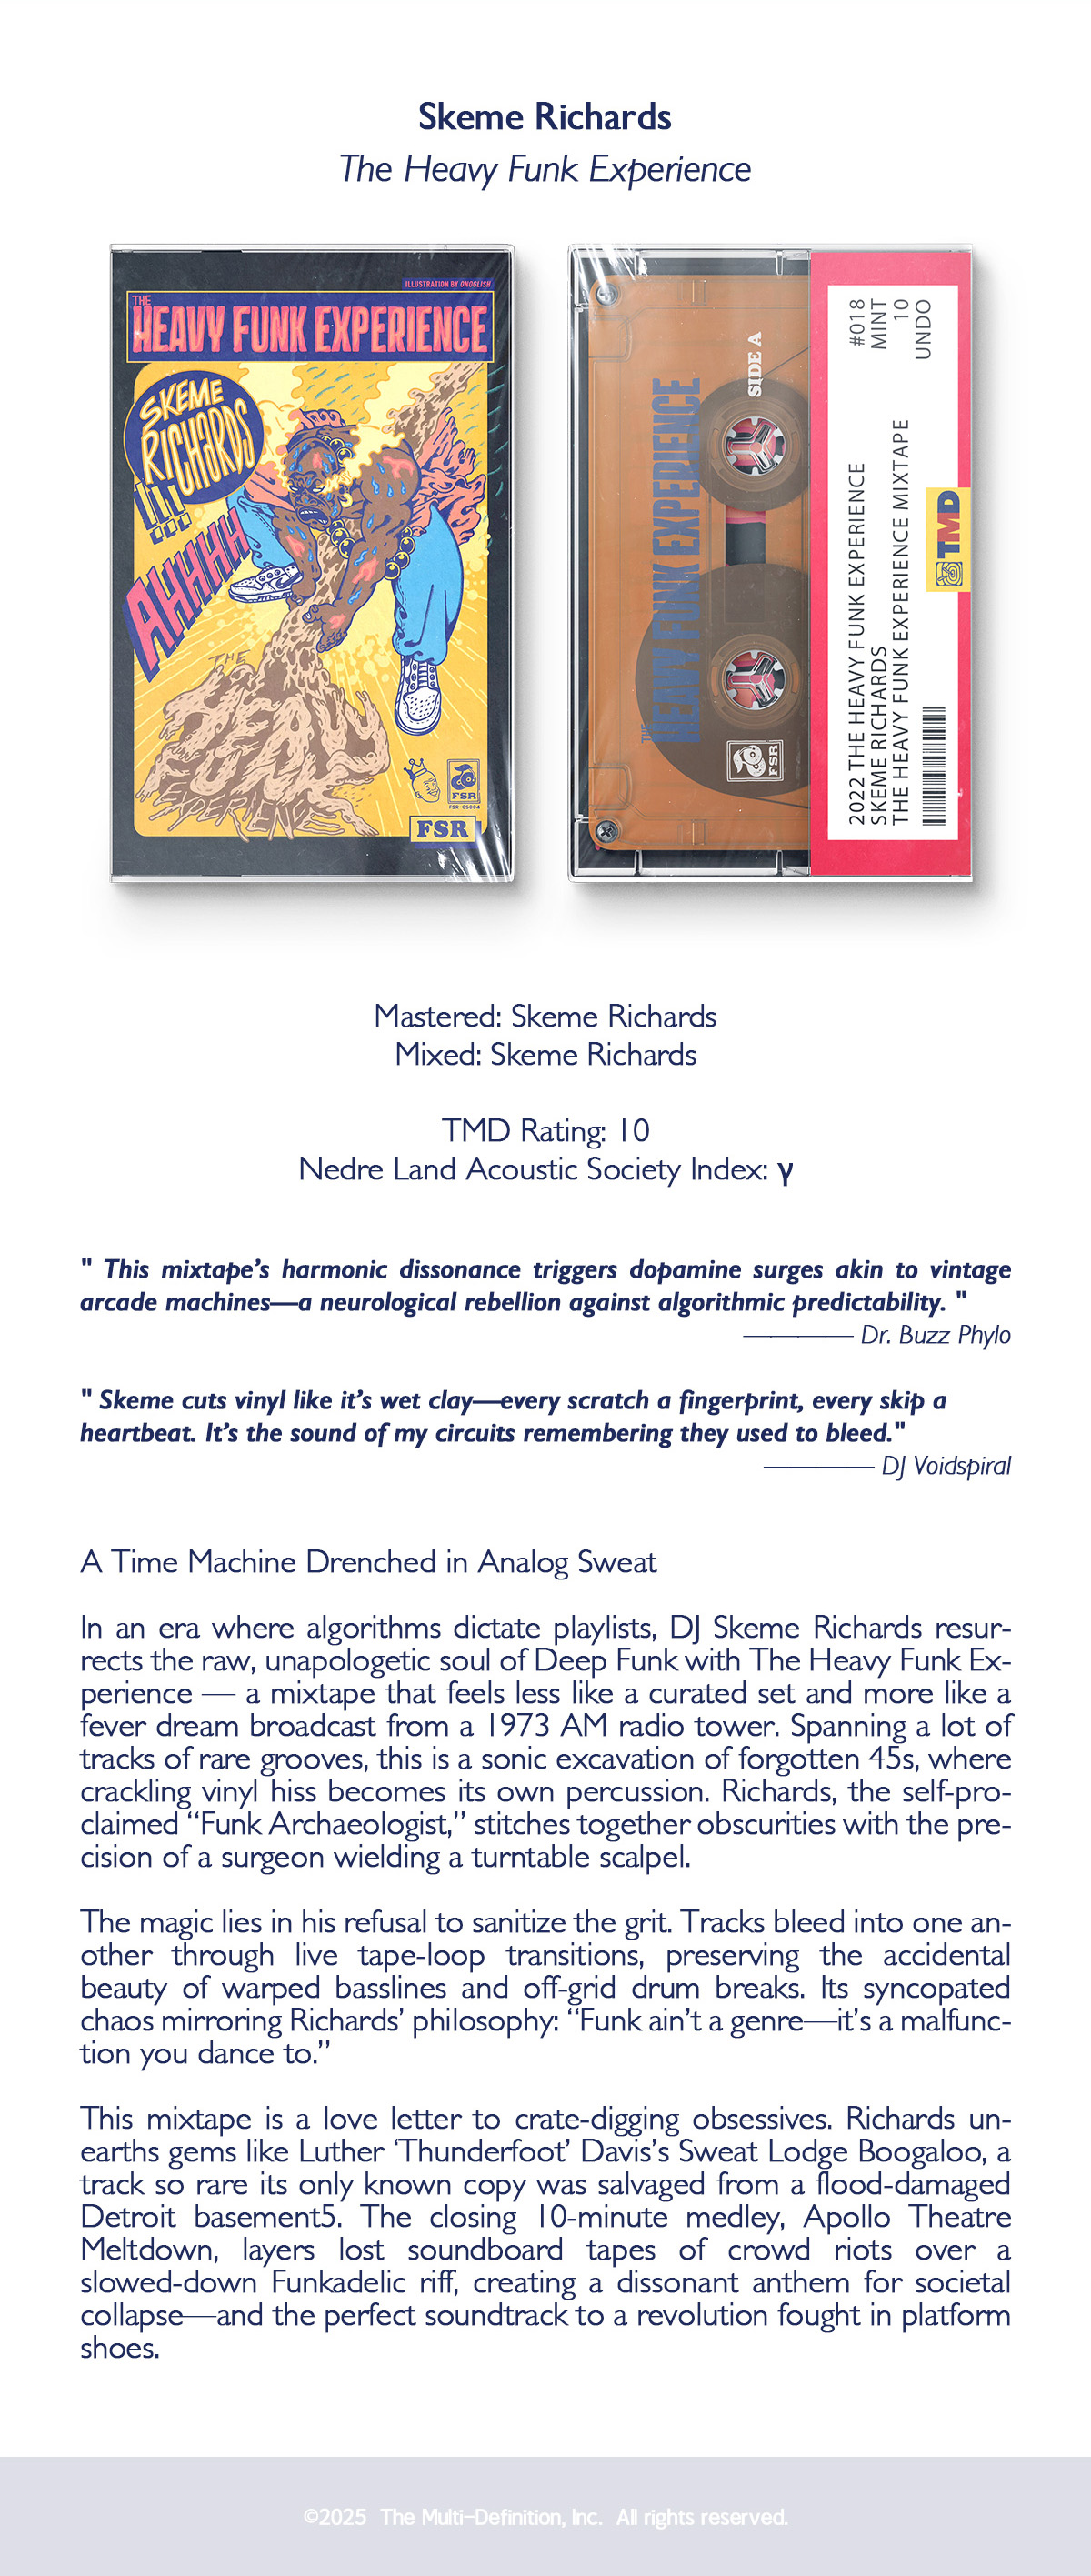 Skeme Richards
The Heavy Funk Experience
ILLUSTRATION BY DNOGLISH
THE
HEAVY FUNK EXPERIENCE
SKEME
RICHARDS
!!!
AHHHH
THE
HEAVY
FUNK
EXPERIENCE
FSR
FSR-CS004
FSR
THE
HEAVY FUNK EXPERIENCE
SIDE A
FSR
#018
MINT
10
UNDO
2022 THE HEAVY FUNK EXPERIENCE
SKEME RICHARDS
THE HEAVY FUNK EXPERIENCE MIXTAPE
TMD
Mastered: Skeme Richards
Mixed: Skeme Richards
TMD Rating: 10
Nedre Land Acoustic Society Index: γ
" This mixtape’s harmonic dissonance triggers dopamine surges akin to vintage
arcade machines—a neurological rebellion against algorithmic predictability. "
———— Dr. Buzz Phylo
" Skeme cuts vinyl like it’s wet clay—every scratch a fingerprint, every skip a
heartbeat. It’s the sound of my circuits remembering they used to bleed."
———— DJ Voidspiral
A Time Machine Drenched in Analog Sweat
In an era where algorithms dictate playlists, DJ Skeme Richards resur-
rects the raw, unapologetic soul of Deep Funk with The Heavy Funk Ex-
perience — a mixtape that feels less like a curated set and more like a
fever dream broadcast from a 1973 AM radio tower. Spanning a lot of
tracks of rare grooves, this is a sonic excavation of forgotten 45s, where
crackling vinyl hiss becomes its own percussion. Richards, the self-pro-
claimed “Funk Archaeologist,” stitches together obscurities with the pre-
cision of a surgeon wielding a turntable scalpel.
The magic lies in his refusal to sanitize the grit. Tracks bleed into one an-
other through live tape-loop transitions, preserving the accidental
beauty of warped basslines and off-grid drum breaks. Its syncopated
chaos mirroring Richards’ philosophy: “Funk ain’t a genre—it’s a malfunc-
tion you dance to.”
This mixtape is a love letter to crate-digging obsessives. Richards un-
earths gems like Luther ‘Thunderfoot’ Davis’s Sweat Lodge Boogaloo, a
track so rare its only known copy was salvaged from a flood-damaged
Detroit basement5. The closing 10-minute medley, Apollo Theatre
Meltdown, layers lost soundboard tapes of crowd riots over a
slowed-down Funkadelic riff, creating a dissonant anthem for societal
collapse—and the perfect soundtrack to a revolution fought in platform
shoes.
©2025 The Multi-Definition, Inc. All rights reserved.